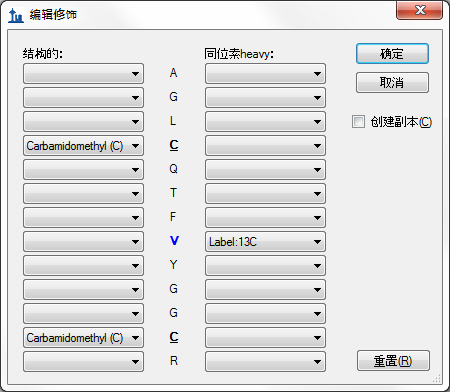 编辑修饰
结构的: 同位素heavy: 确定
A
G 取消
L 创建副本(C)
Carbamidomethyl (C) C
Q
T
F
V Label:13C
Y
G
G
Carbamidomethyl (C) C
R 重置(R)